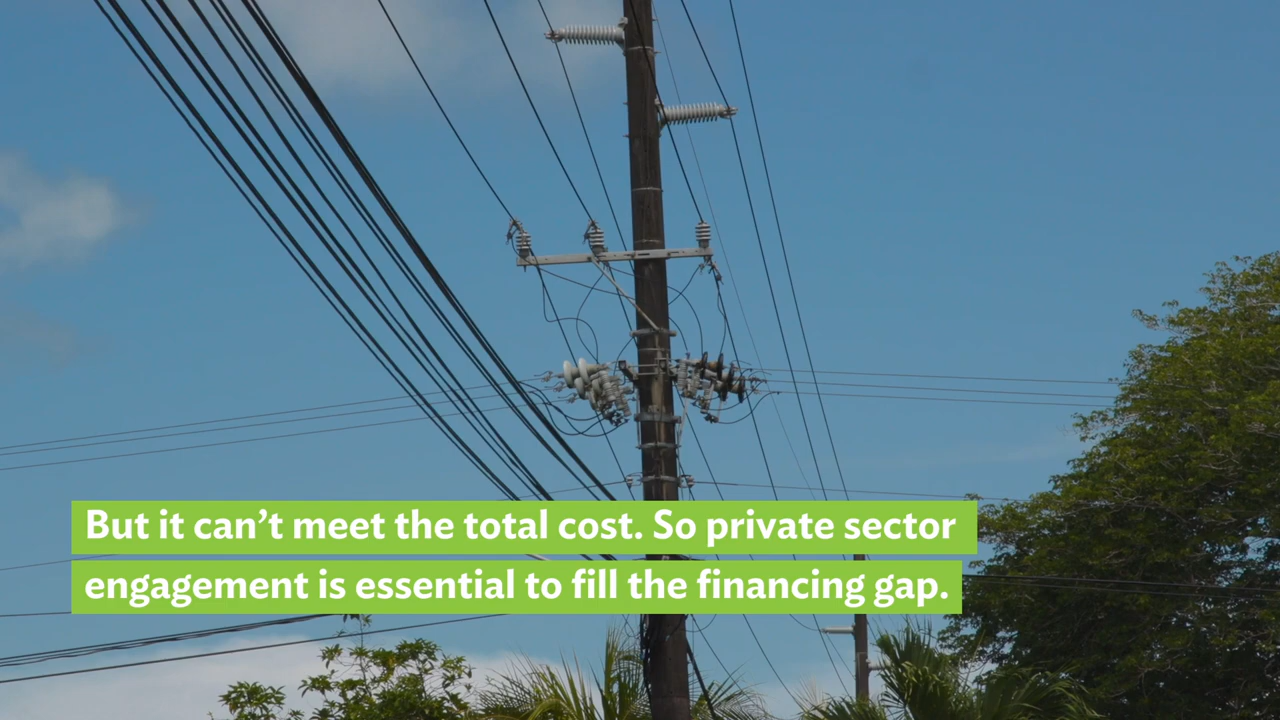 But it can’t meet the total cost. So private sector
engagement is essential to fill the financing gap.